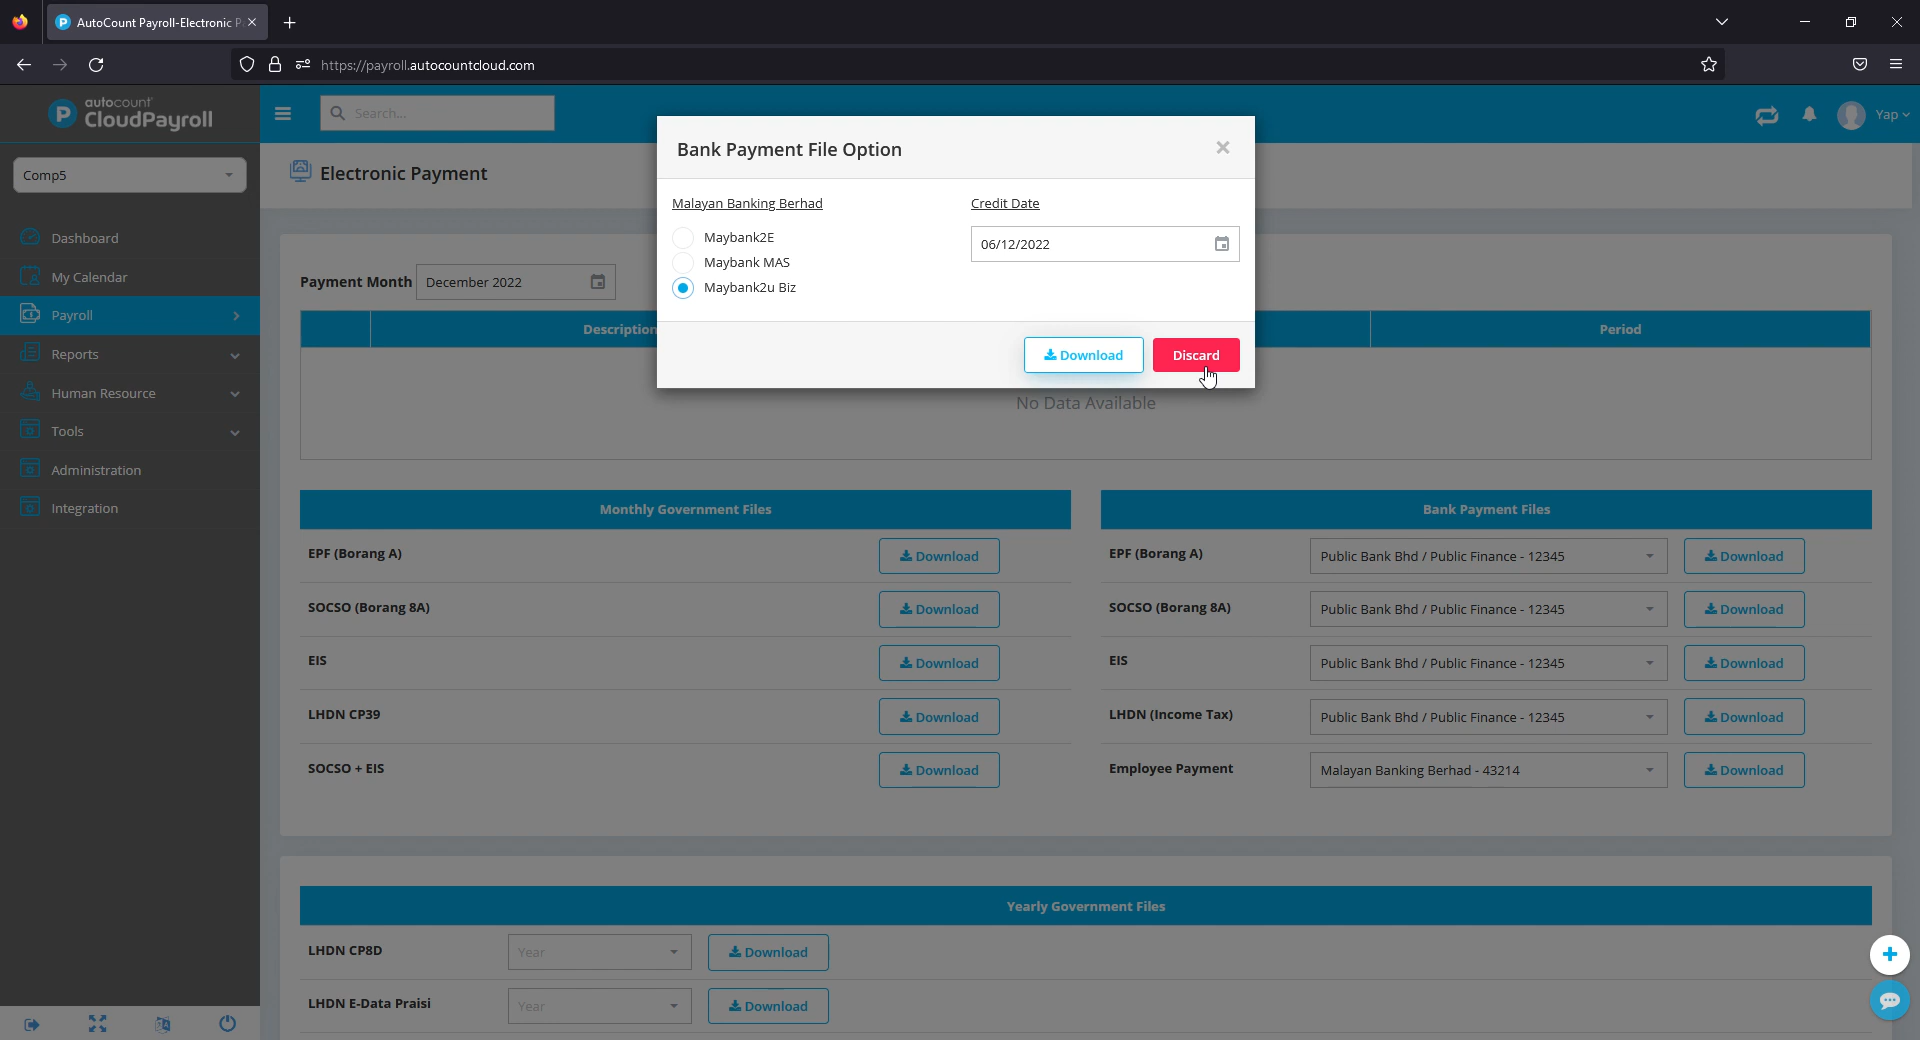 AutoCount Payroll-Electronic P
https://payroll.autocountcloud.com
autocount
CloudPayroll
Search...
Yap
Comp5
Electronic Payment
Dashboard
My Calendar
Payroll
Reports
Human Resource
Tools
Administration
Integration
Bank Payment File Option
Malayan Banking Berhad
Credit Date
Maybank2E
Maybank MAS
Maybank2u Biz
06/12/2022
Download
Discard
Payment Month
December 2022
Description
Period
No Data Available
Monthly Government Files
EPF (Borang A)
Download
SOCSO (Borang 8A)
Download
EIS
Download
LHDN CP39
Download
SOCSO + EIS
Download
Bank Payment Files
EPF (Borang A)
Public Bank Bhd / Public Finance - 12345
Download
SOCSO (Borang 8A)
Public Bank Bhd / Public Finance - 12345
Download
EIS
Public Bank Bhd / Public Finance - 12345
Download
LHDN (Income Tax)
Public Bank Bhd / Public Finance - 12345
Download
Employee Payment
Malayan Banking Berhad - 43214
Download
Yearly Government Files
LHDN CP8D
Year
Download
LHDN E-Data Praisi
Year
Download